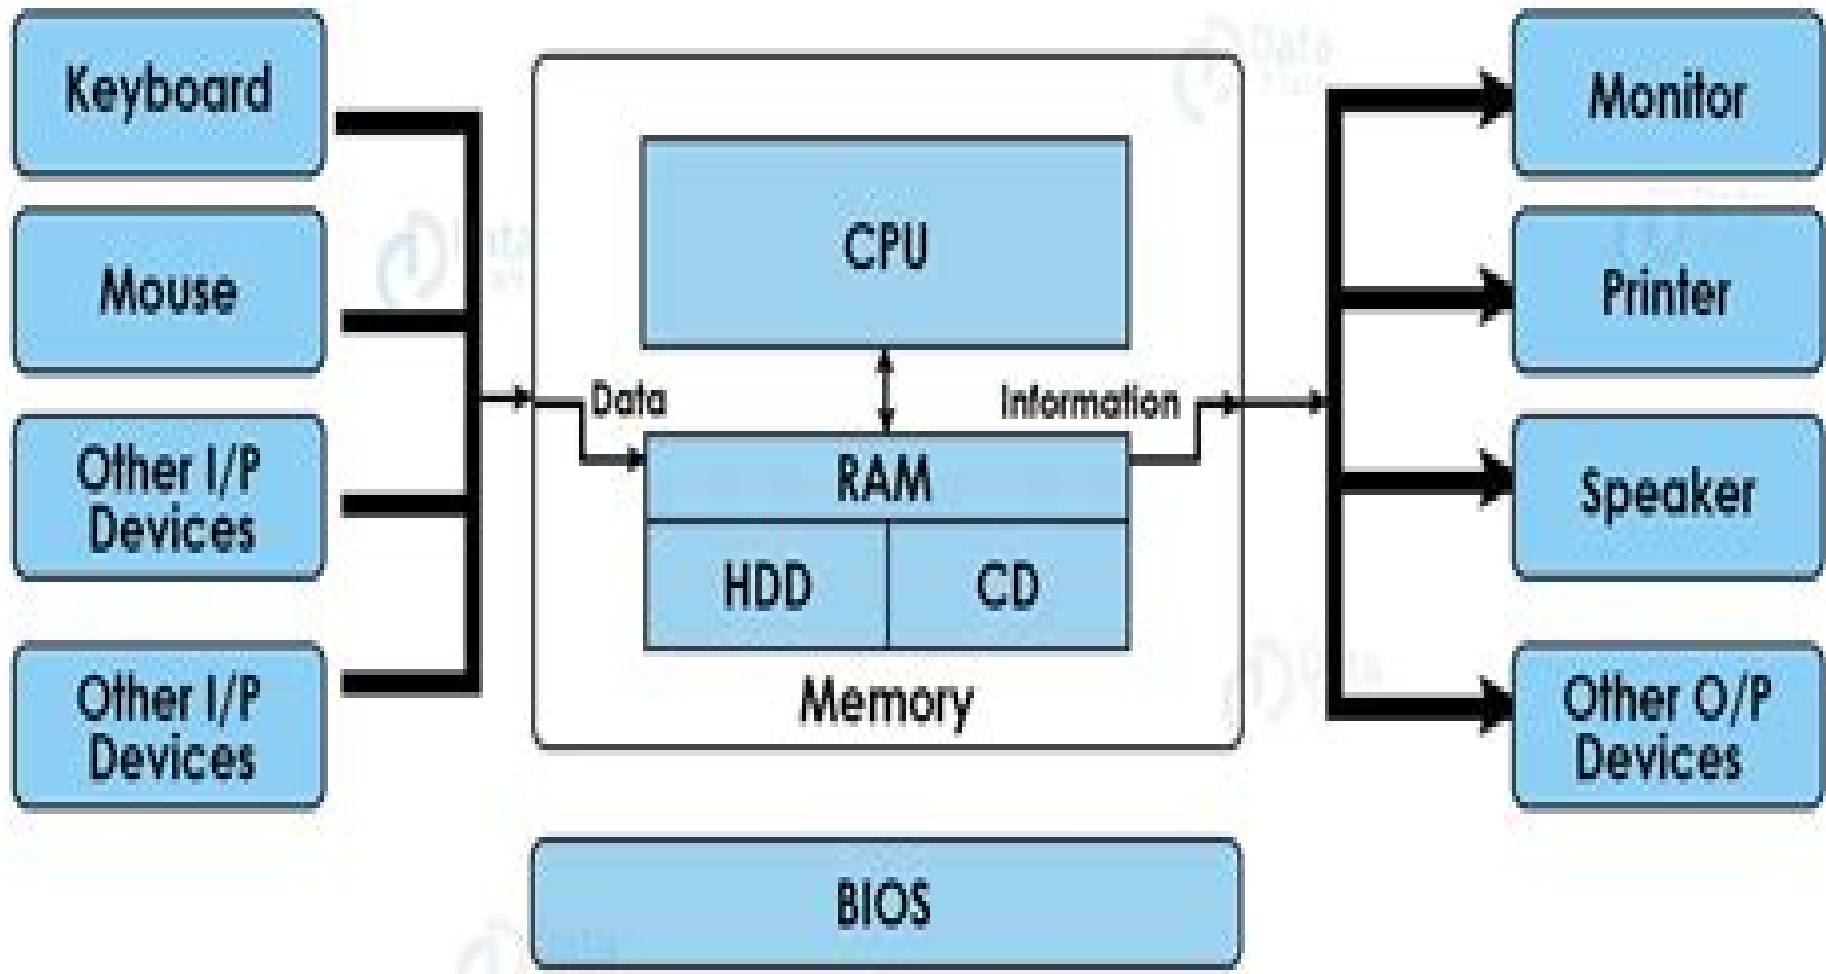 Keyboard
Mouse
Other I/P
Devices
Other I/P
Devices
CPU
Data
Information
RAM
HDD
CD
Memory
BIOS
Monitor
Printer
Speaker
Other O/P
Devices
Data